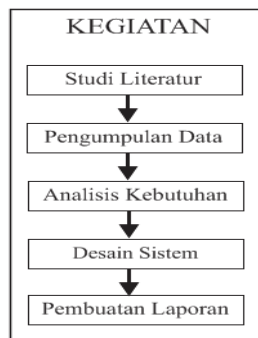 KEGIATAN
Studi Literatur
Pengumpulan Data
Analisis Kebutuhan
Desain Sistem
Pembuatan Laporan